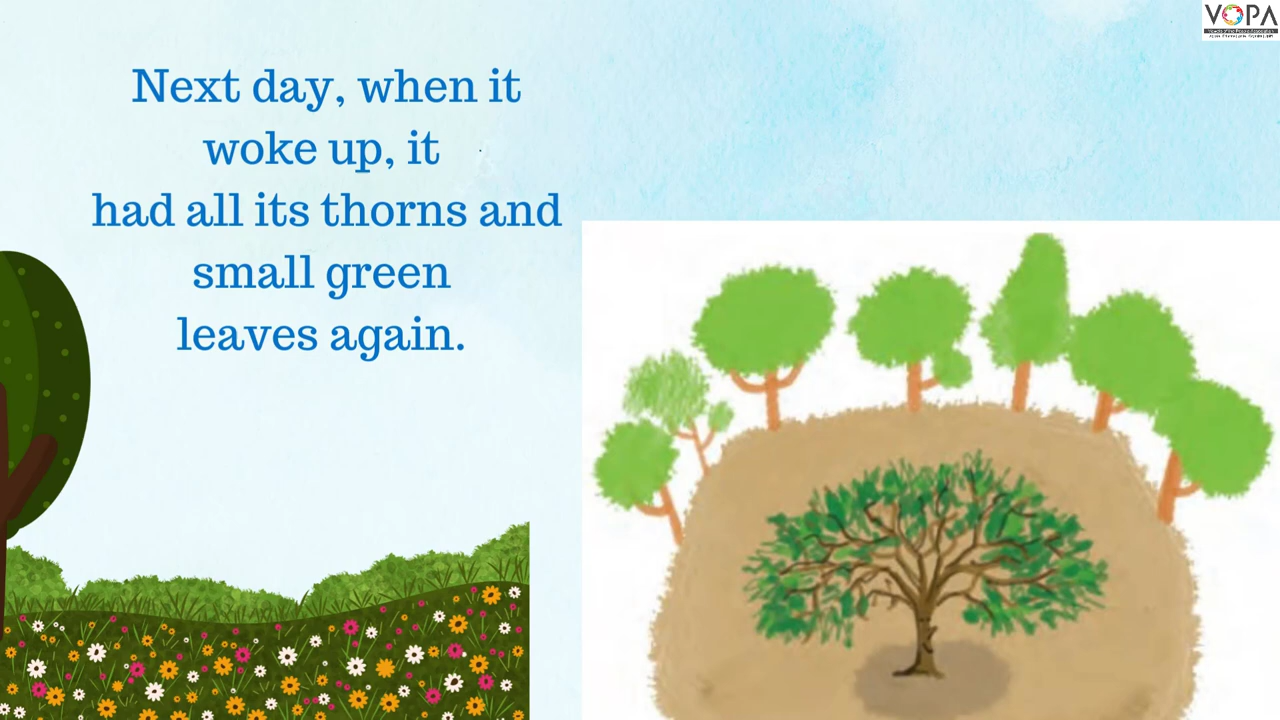 VOPA
Next day, when it
woke up, it
had all its thorns and
small green
leaves again.